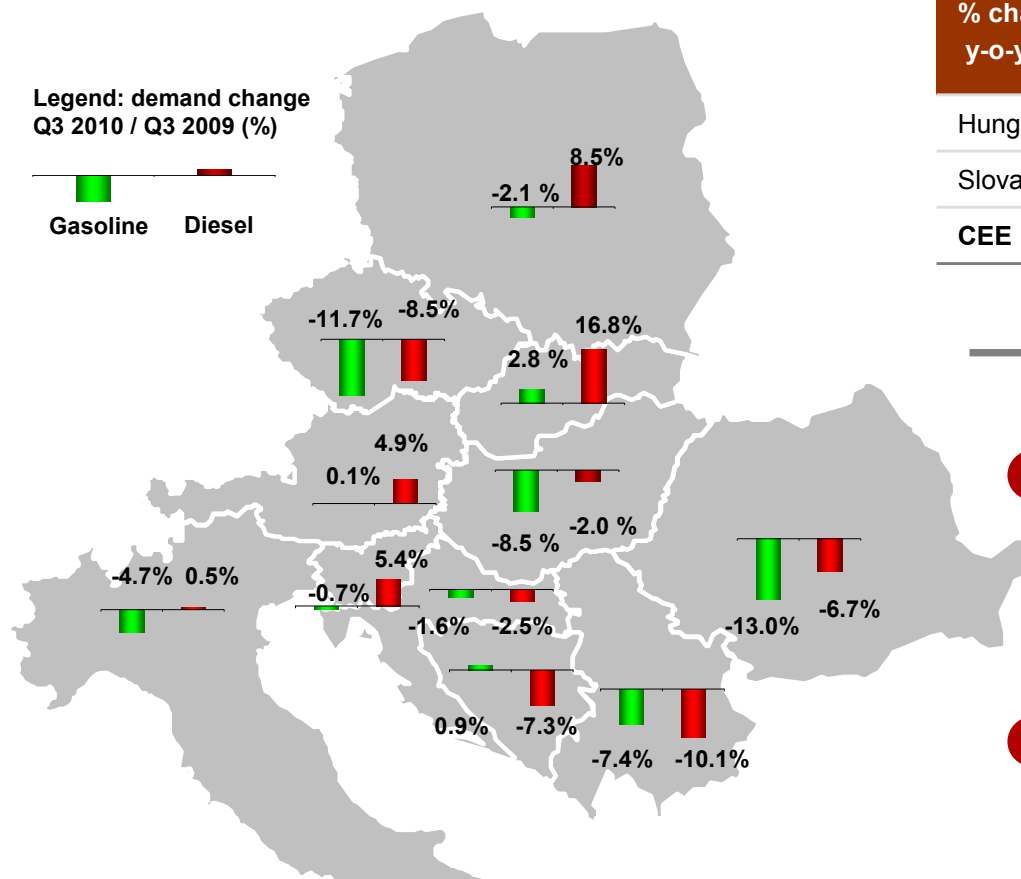 % cha
y-o-y
Legend: demand change
Q3 2010 / Q3 2009 (%)
Gasoline Diesel
Hung
Slova
CEE
8.5%
-2.1 %
-11.7% -8.5%
16.8%
2.8 %
4.9%
0.1%
-8.5 % -2.0 %
-4.7% 0.5%
5.4%
-0.7%
-1.6% -2.5%
-13.0% -6.7%
0.9% -7.3%
-7.4% -10.1%